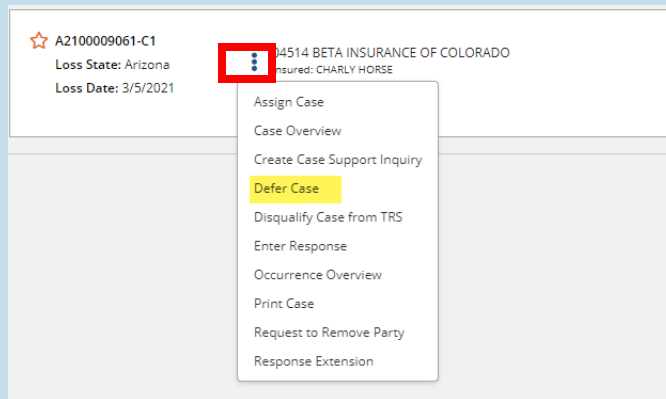 A2100009061-C1
Loss State: Arizona
Loss Date: 3/5/2021
04514 BETA INSURANCE OF COLORADO
nsured: CHARLY HORSE
Assign Case
Case Overview
Create Case Support Inquiry
Defer Case
Disqualify Case from TRS
Enter Response
Occurrence Overview
Print Case
Request to Remove Party
Response Extension